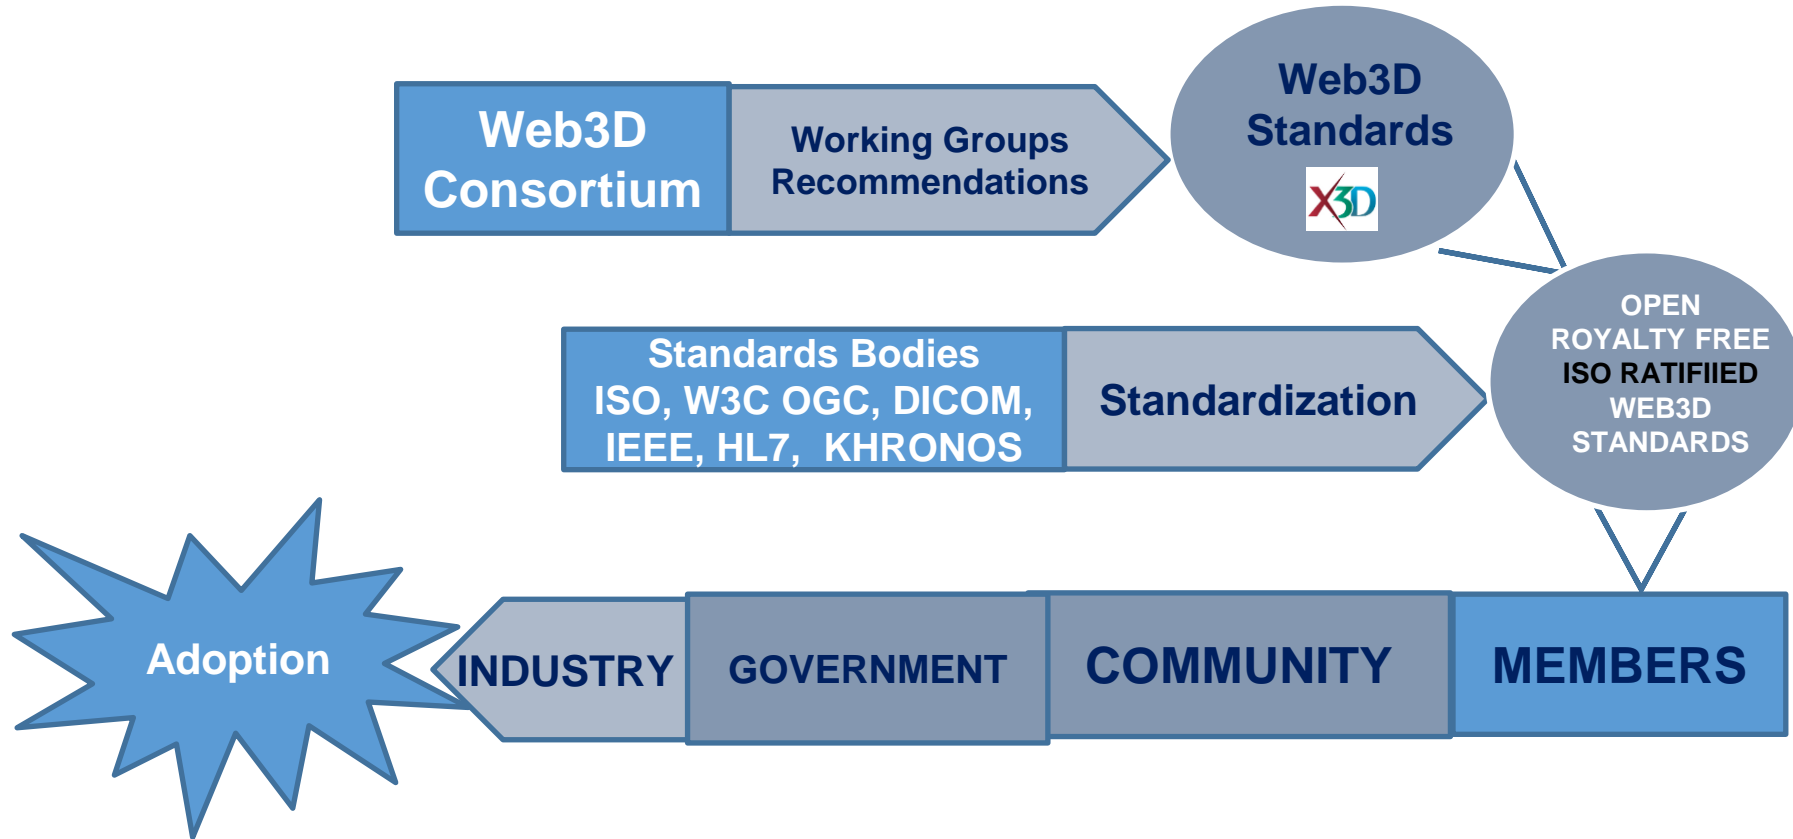 Web3D
Consortium
Working Groups
Recommendations
Web3D
Standards
X3D
Standards Bodies
ISO, W3C OGC, DICOM,
IEEE, HL7,  KHRONOS
Standardization
OPEN
ROYALTY FREE
ISO RATIFIIED
WEB3D
STANDARDS
Adoption
INDUSTRY
GOVERNMENT
COMMUNITY
MEMBERS